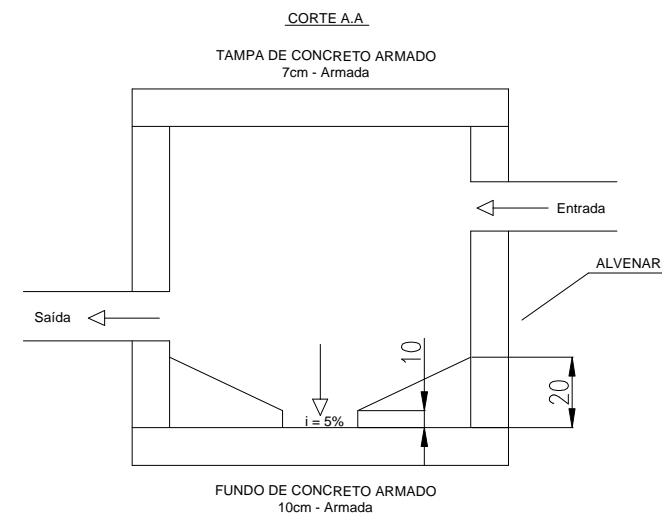 CORTE A.A
TAMPA DE CONCRETO ARMADO
7cm - Armada
Entrada
ALVENAR
Saída
10
20
i = 5%
FUNDO DE CONCRETO ARMADO
10cm - Armada